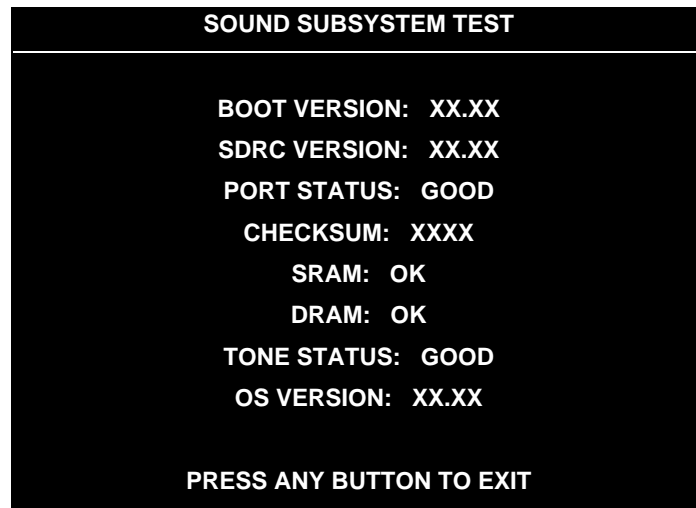 SOUND SUBSYSTEM TEST
BOOT VERSION: XX.XX
SDRC VERSION: XX.XX
PORT STATUS: GOOD
CHECKSUM: XXXX
SRAM: OK
DRAM: OK
TONE STATUS: GOOD
OS VERSION: XX.XX
PRESS ANY BUTTON TO EXIT